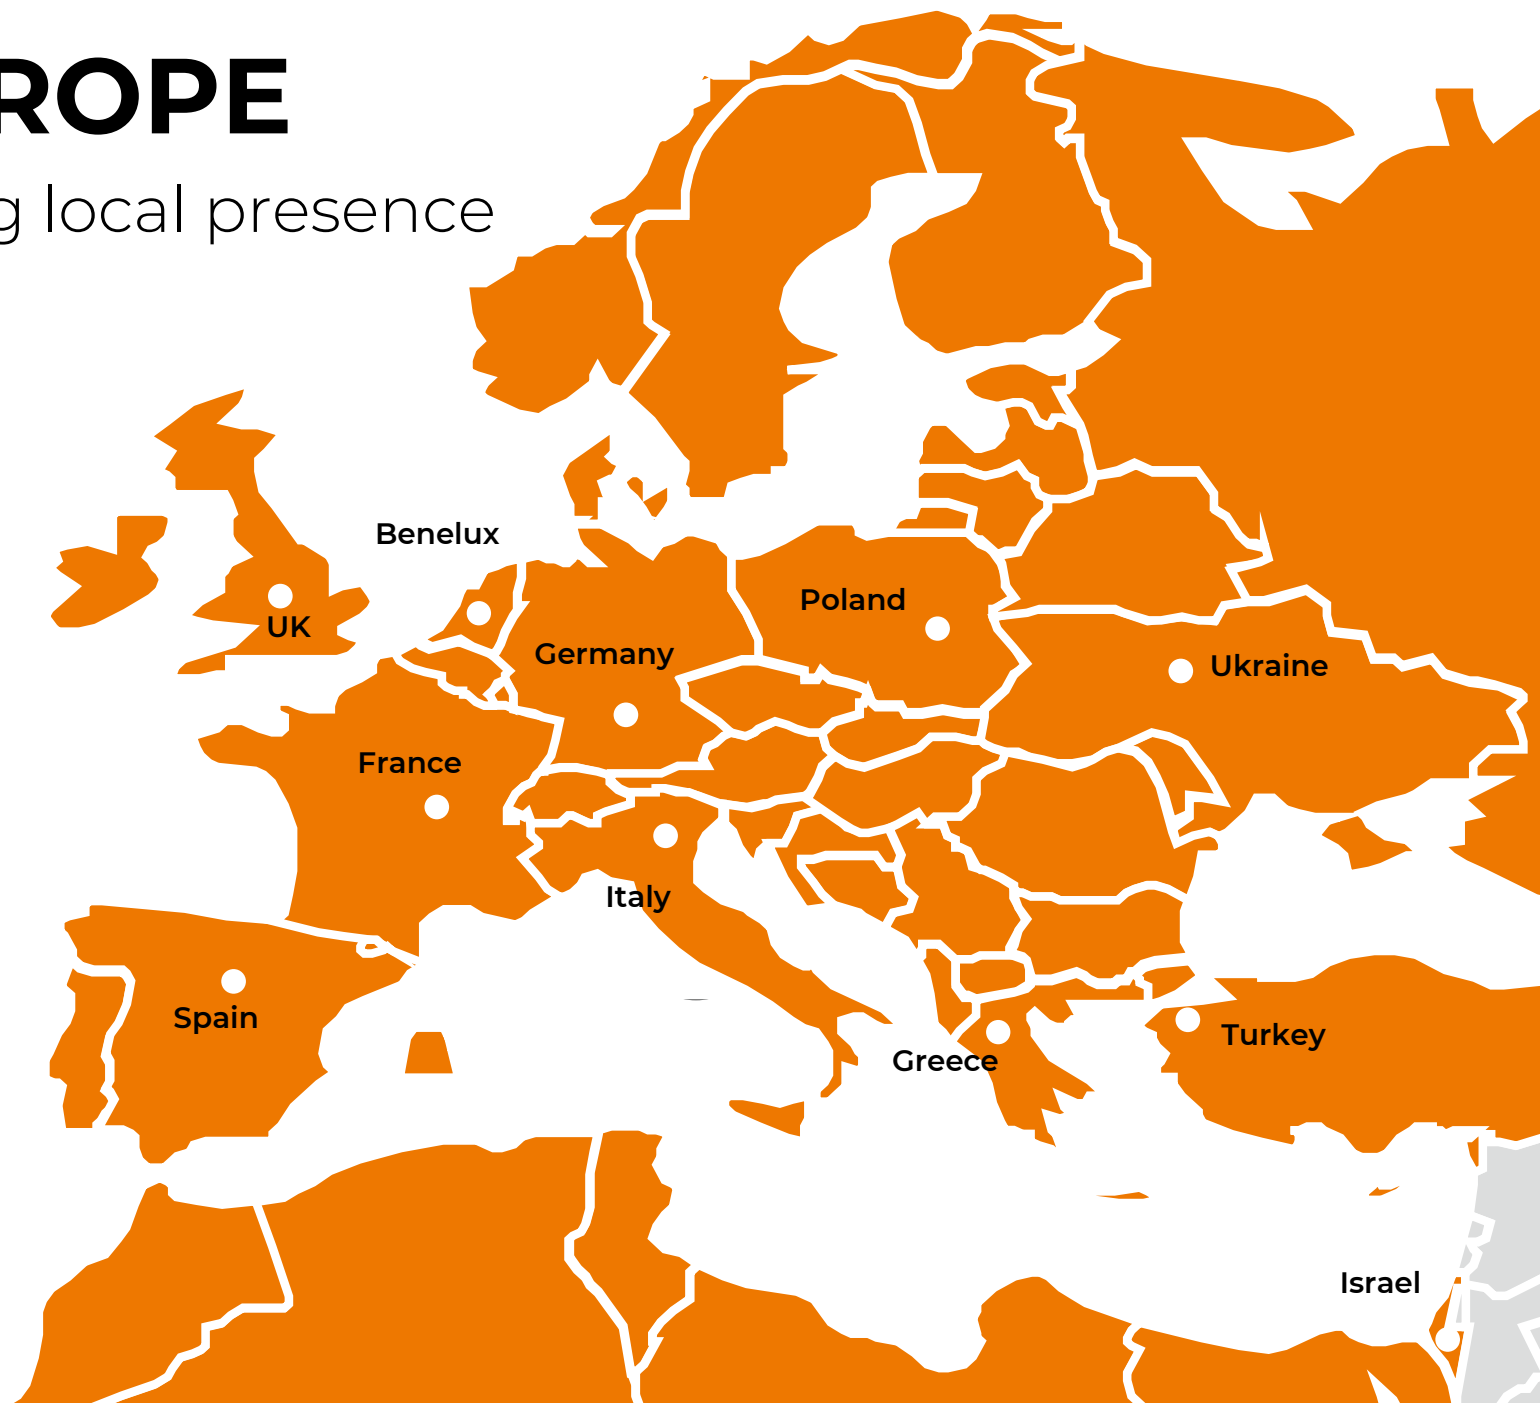 ROPE
g local presence
Benelux
Poland
UK
Germany
Ukraine
France
Italy
Spain
Turkey
Greece
Israel